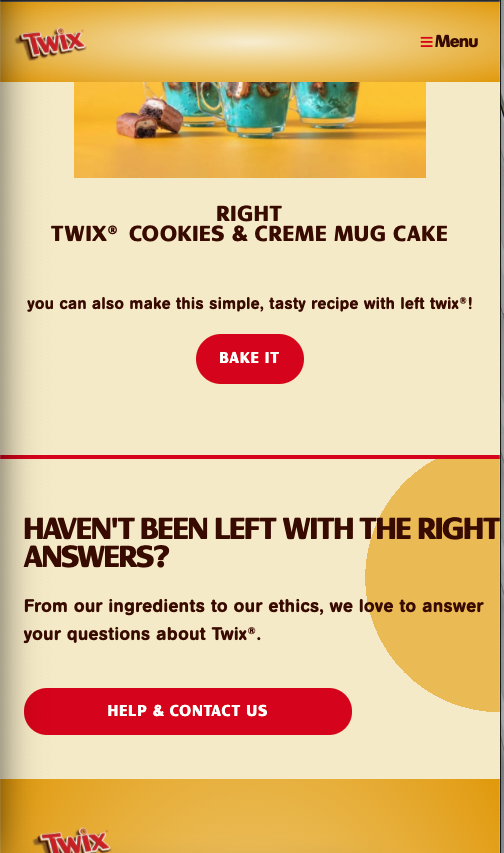 TWIX
Menu
RIGHT
TWIX® COOKIES & CREME MUG CAKE
you can also make this simple, tasty recipe with left twix®!
BAKE IT
HAVEN'T BEEN LEFT WITH THE RIGHT
ANSWERS?
From our ingredients to our ethics, we love to answer
your questions about Twix®.
HELP & CONTACT US
TWIX